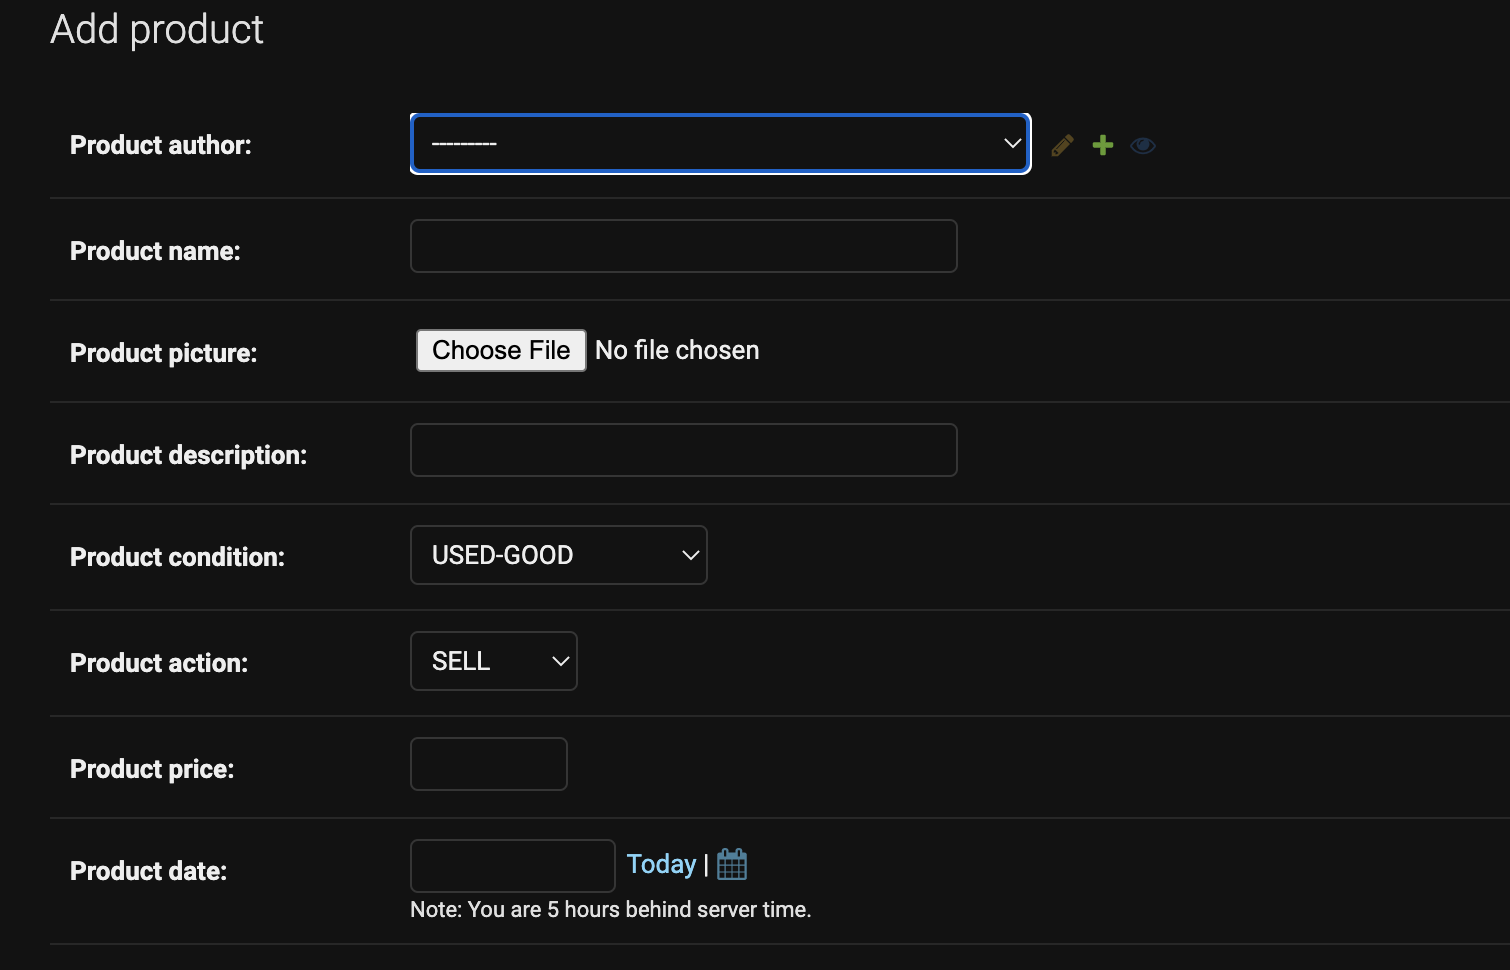 Add product
Product author: ---------
Product name:
Product picture: Choose File No file chosen
Product description:
Product condition: USED-GOOD
Product action: SELL
Product price:
Product date: Today |
Note: You are 5 hours behind server time.